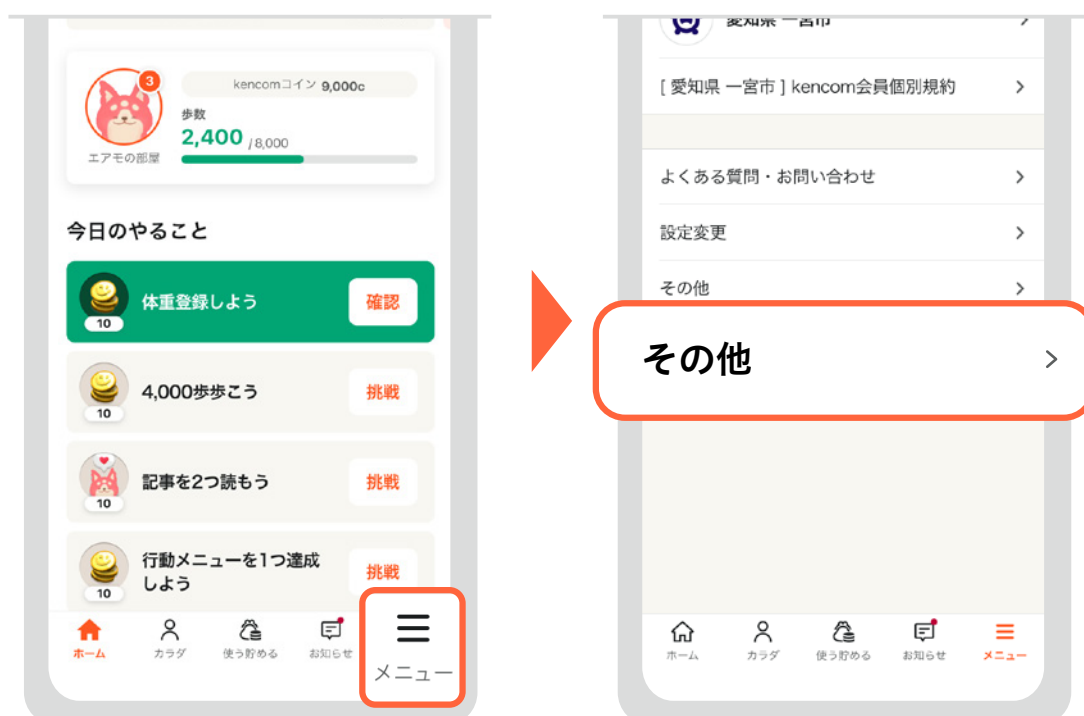 3
kencomコイン 9,000c
歩数
2,400 /8,000
エアモの部屋
今日のやること
体重登録しよう
確認
10
4,000歩歩こう
挑戦
10
記事を2つ読もう
挑戦
10
行動メニューを1つ達成
しよう
挑戦
10
ホーム
カラダ
使う貯める
お知らせ
メニュー
愛知県 一宮市
[ 愛知県 一宮市 ] kencom会員個別規約
よくある質問・お問い合わせ
設定変更
その他
その他
ホーム
カラダ
使う貯める
お知らせ
メニュー